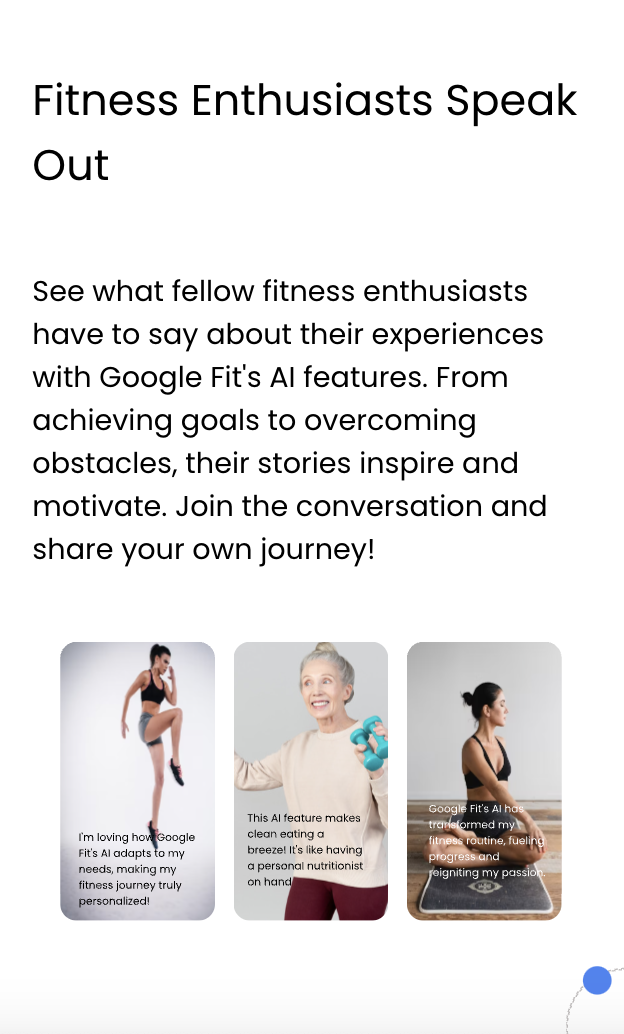 Fitness Enthusiasts Speak
Out
See what fellow fitness enthusiasts
have to say about their experiences
with Google Fit's AI features. From
achieving goals to overcoming
obstacles, their stories inspire and
motivate. Join the conversation and
share your own journey!
I'm loving how Google
Fit's AI adapts to my
needs, making my
fitness journey truly
personalized!
This AI feature makes
clean eating a
breeze! It's like having
a personal nutritionist
on hand
Google Fit's AI has
transformed my
fitness routine, fueling
progress and
reigniting my passion.